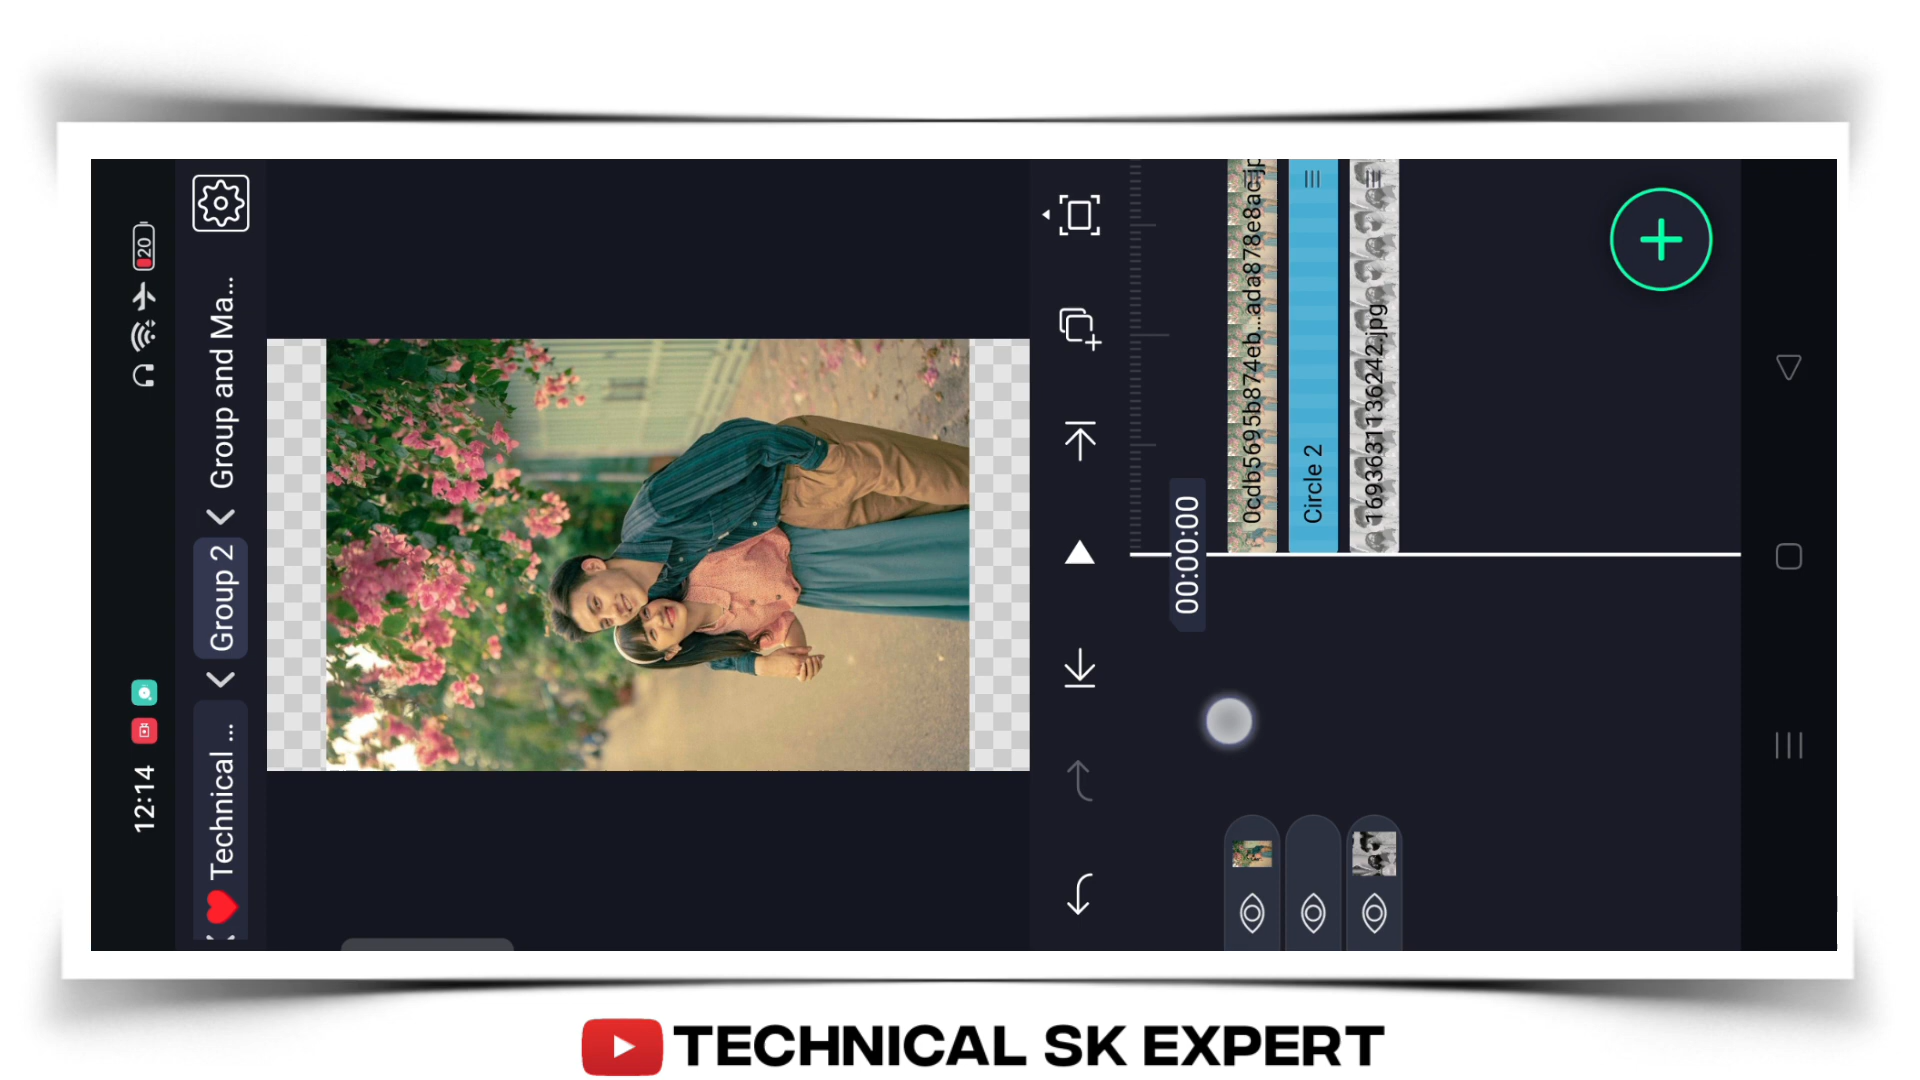 12:14
20
Technical ...
Group 2
Group and Ma...
00:00:00
0cdb5695b874eb...ada878e8ac.jp
Circle 2
1693631136242.jpg
TECHNICAL SK EXPERT